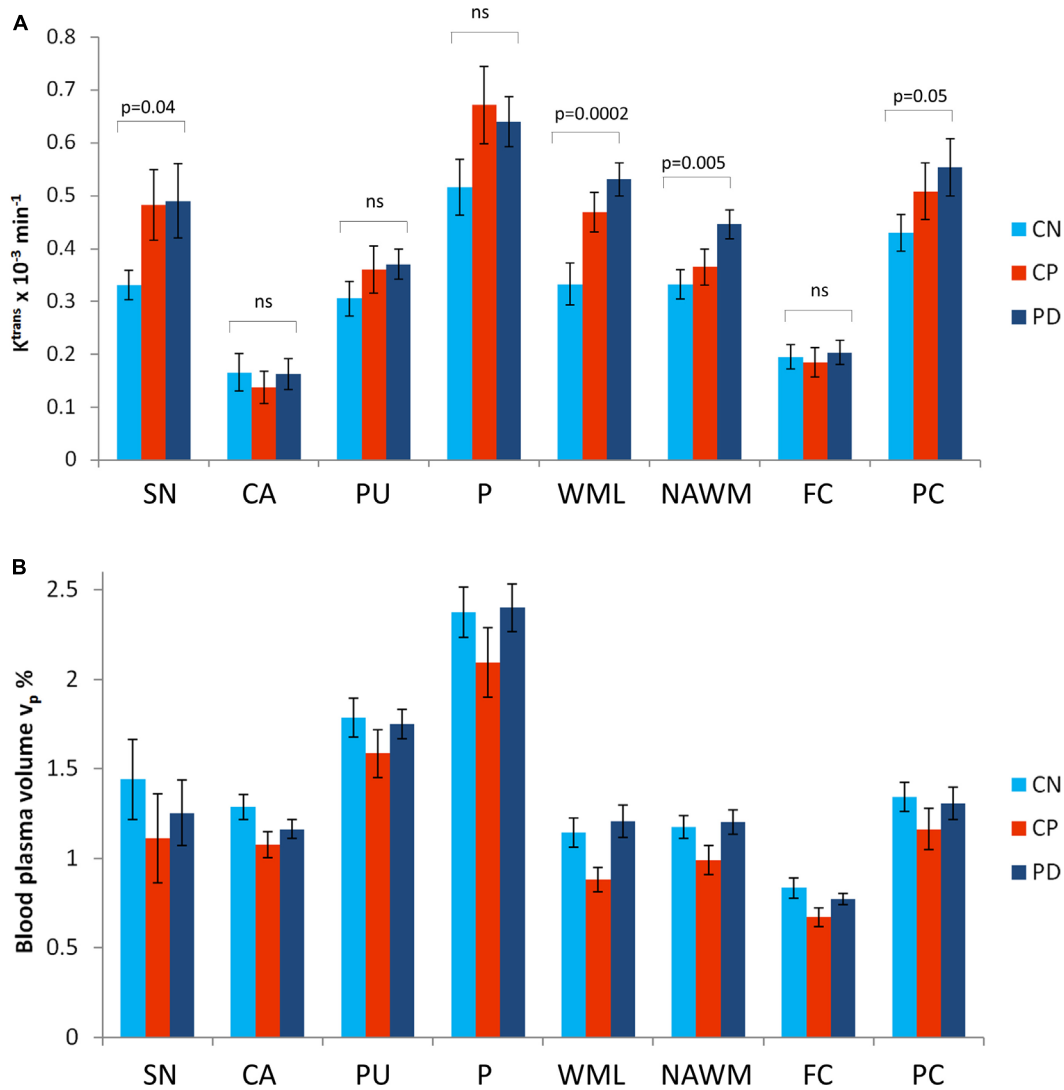 A
0.8
0.7
0.6
0.5
0.4
0.3
0.2
0.1
0
K^trans x 10^-3 min^-1
p=0.04
ns
ns
ns
p=0.0002
p=0.005
ns
p=0.05
SN CA PU P WML NAWM FC PC
CN
CP
PD
B
2.5
2
1.5
1
0.5
0
Blood plasma volume v_p %
SN CA PU P WML NAWM FC PC
CN
CP
PD